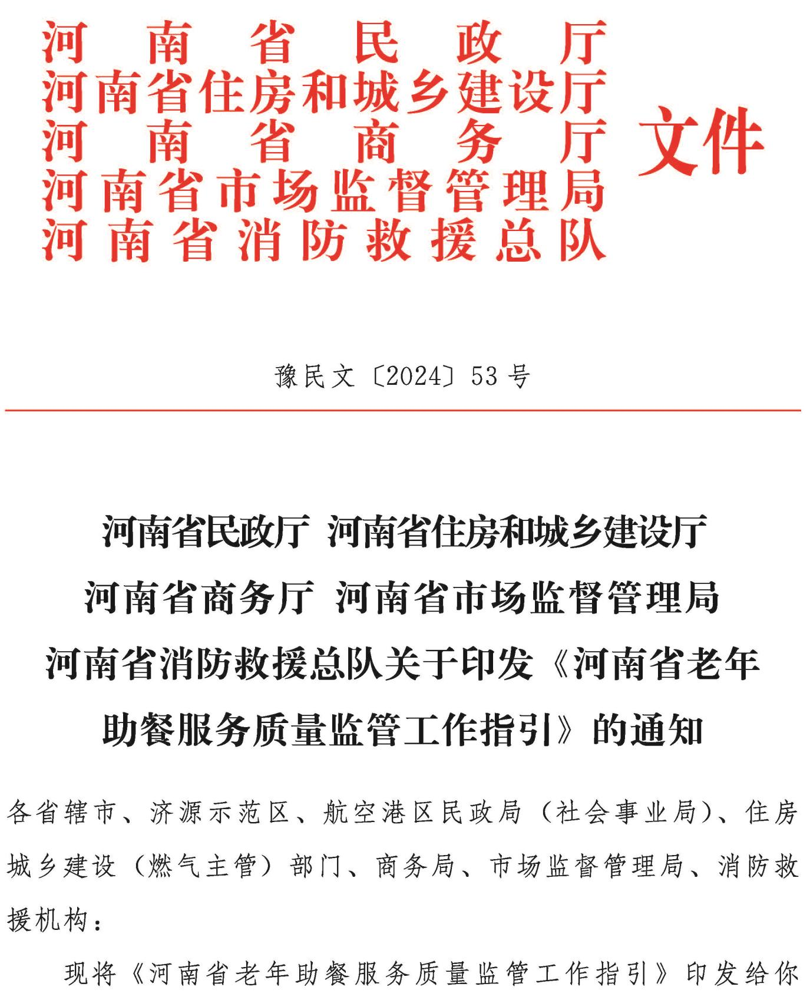 河南省民政厅
河南省住房和城乡建设厅
河南省商务厅
河南省市场监督管理局
河南省消防救援总队
文件
豫民文〔2024〕53号
河南省民政厅 河南省住房和城乡建设厅
河南省商务厅 河南省市场监督管理局
河南省消防救援总队关于印发《河南省老年
助餐服务质量监管工作指引》的通知
各省辖市、济源示范区、航空港区民政局（社会事业局）、住房
城乡建设（燃气主管）部门、商务局、市场监督管理局、消防救
援机构：
现将《河南省老年助餐服务质量监管工作指引》印发给你